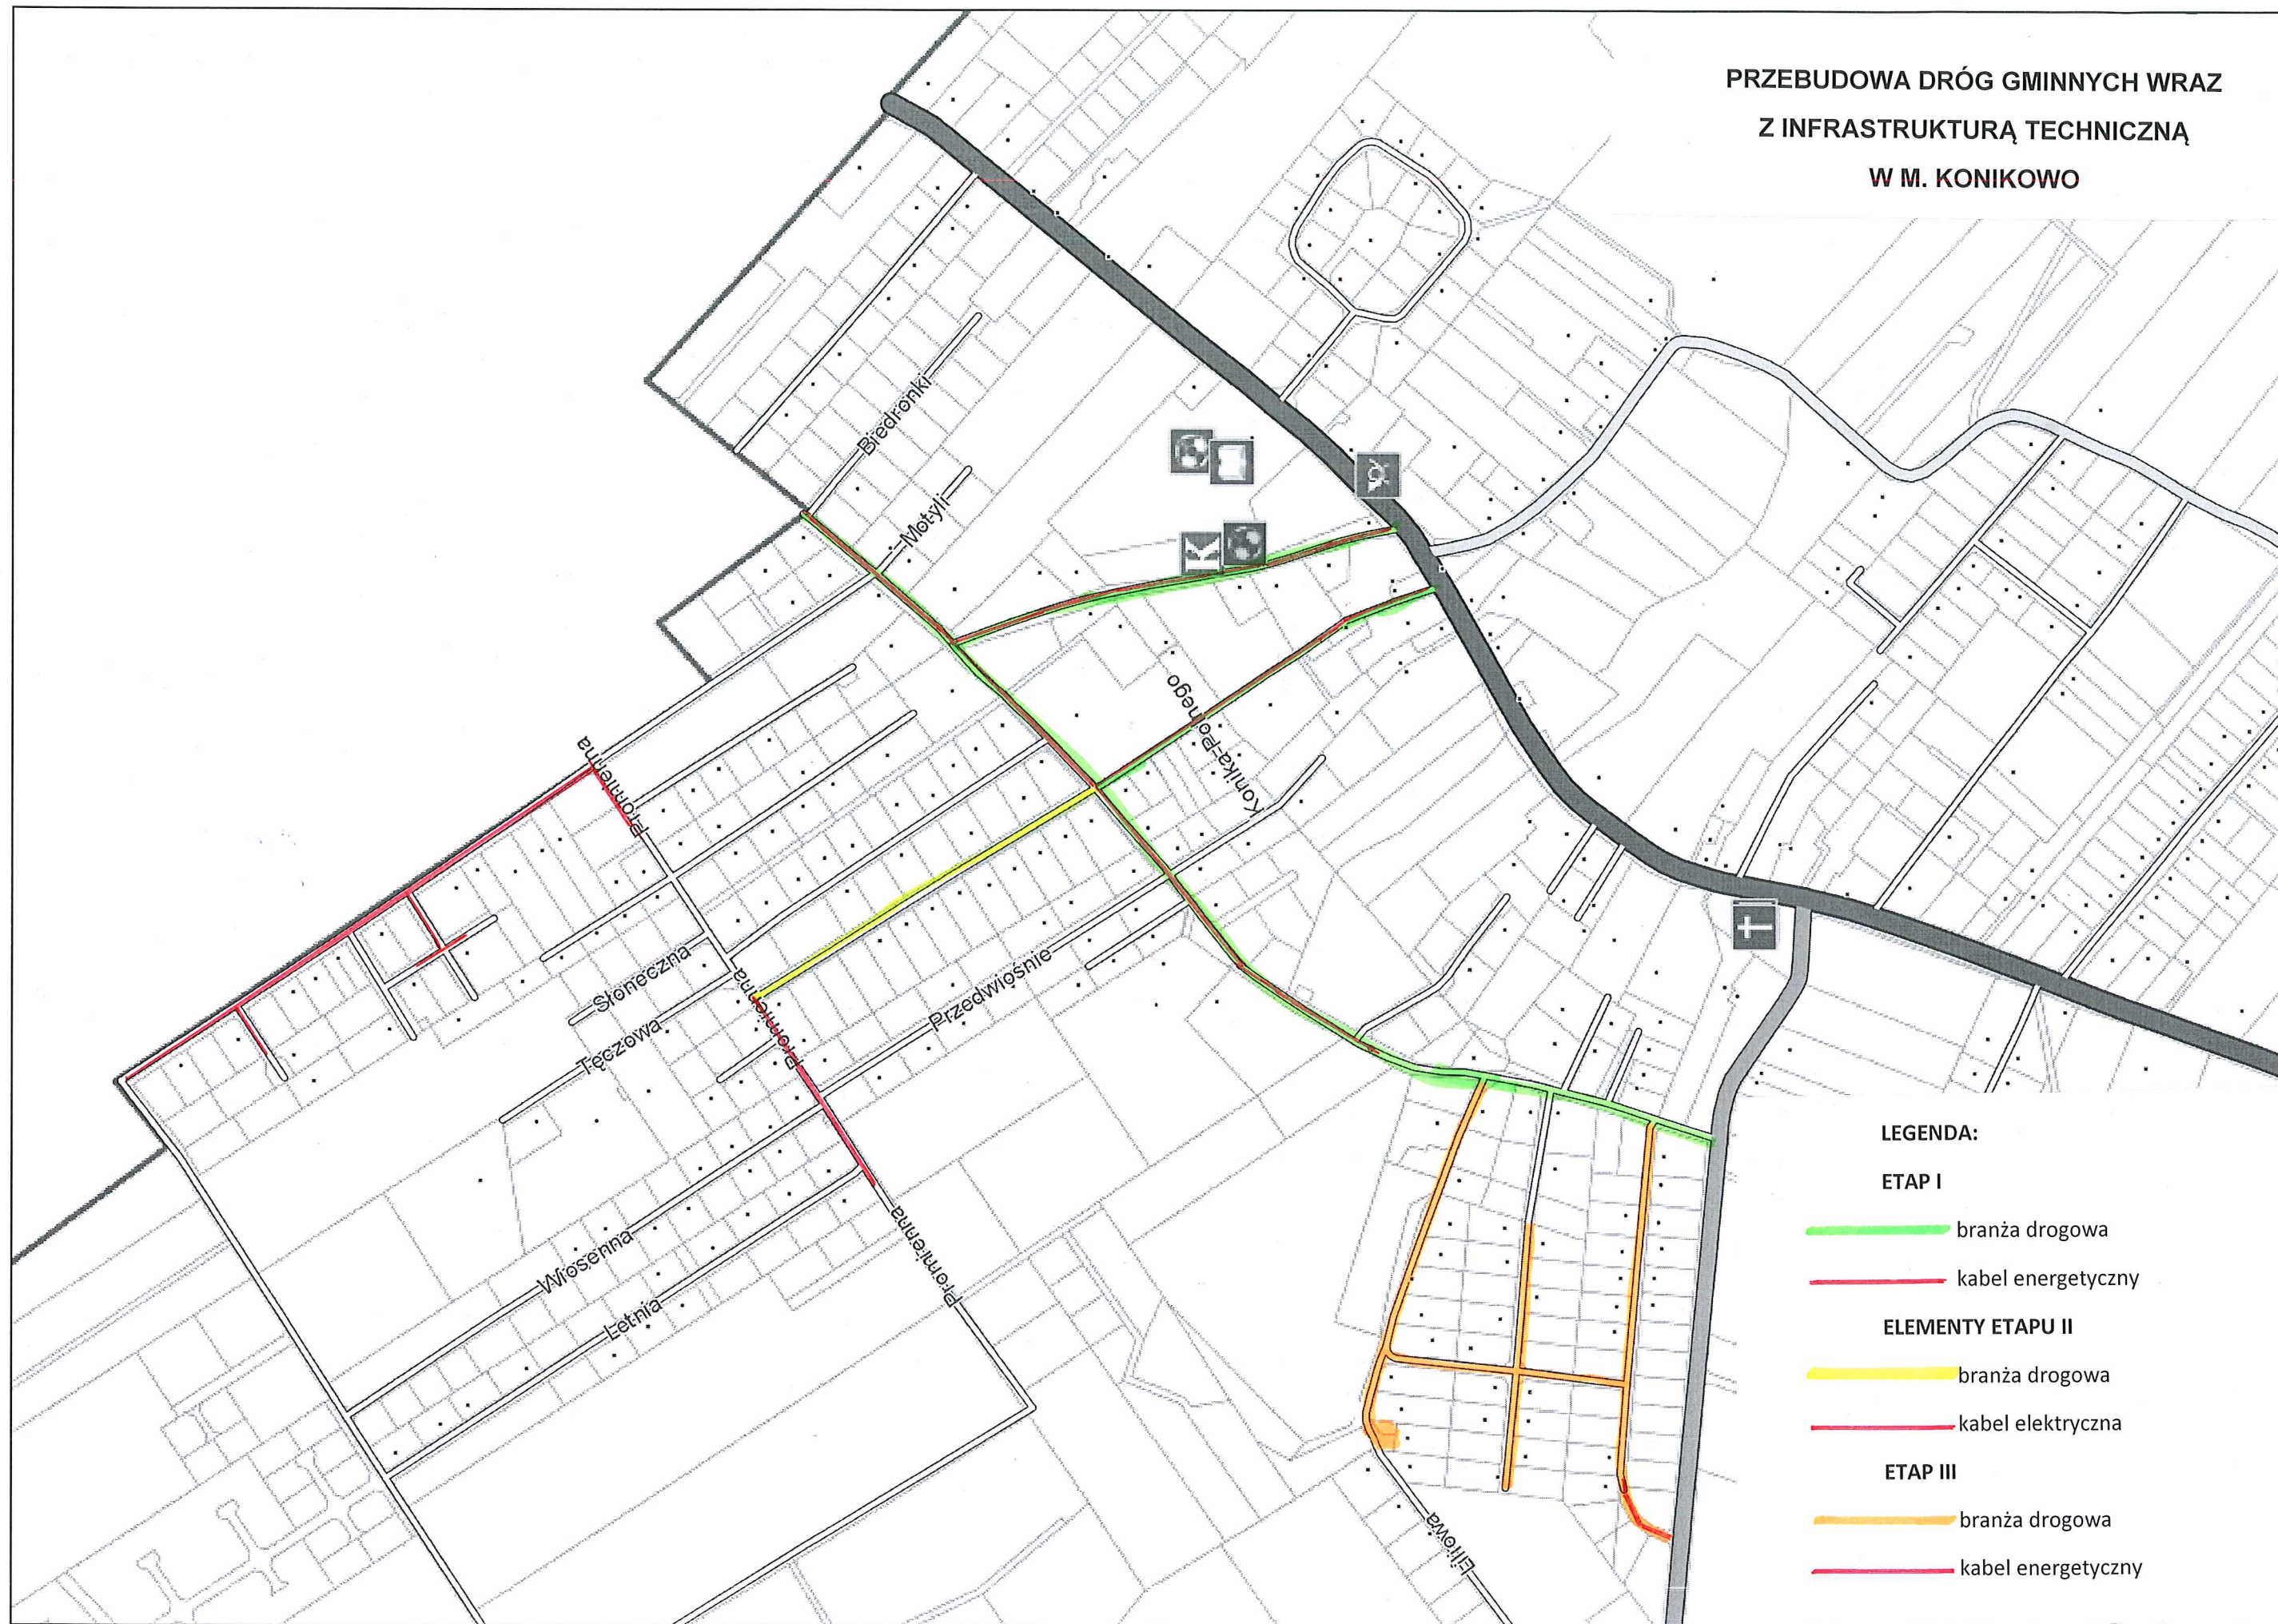 PRZEBUDOWA DRÓG GMINNYCH WRAZ
Z INFRASTRUKTURĄ TECHNICZNĄ
W M. KONIKOWO
Biedronki
Motyli
Konika Polnego
Promienna
Słoneczna
Promienna
Tęczowa
Przedwiośnie
Promienna
Wiosenna
Letnia
Elfiowa
LEGENDA:
ETAP I
branża drogowa
kabel energetyczny
ELEMENTY ETAPU II
branża drogowa
kabel elektryczna
ETAP III
branża drogowa
kabel energetyczny